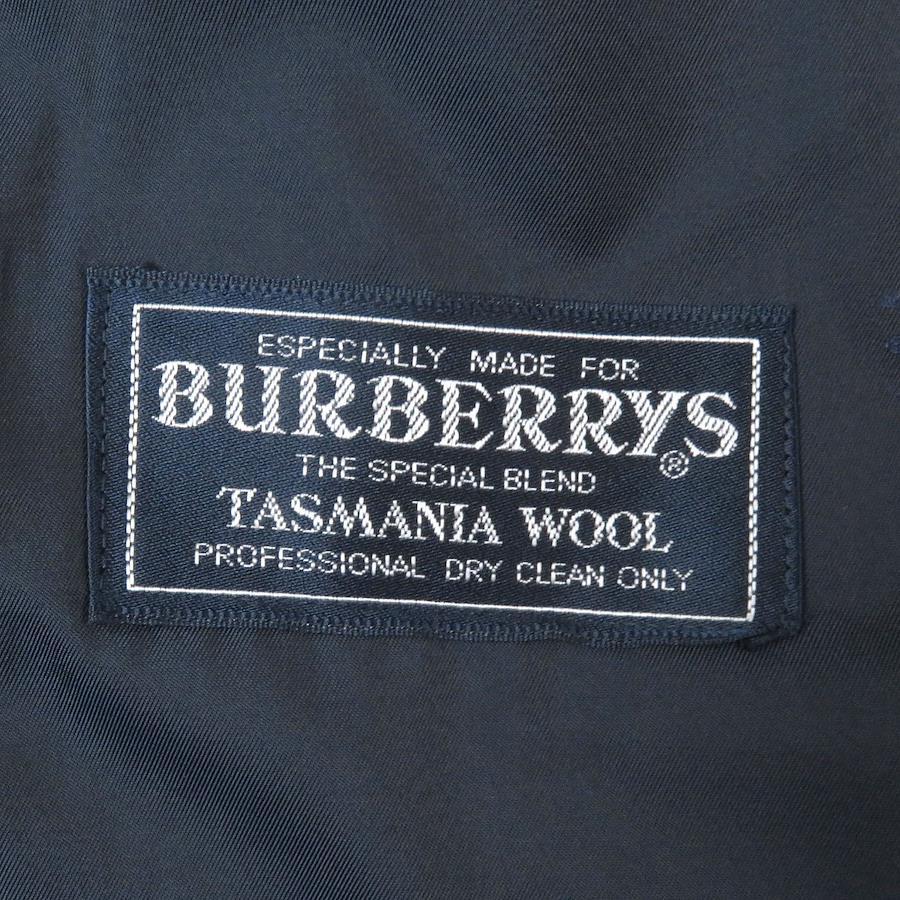 ESPECIALLY MADE FOR
BURBERRYS®
THE SPECIAL BLEND
TASMANIA WOOL
PROFESSIONAL DRY CLEAN ONLY